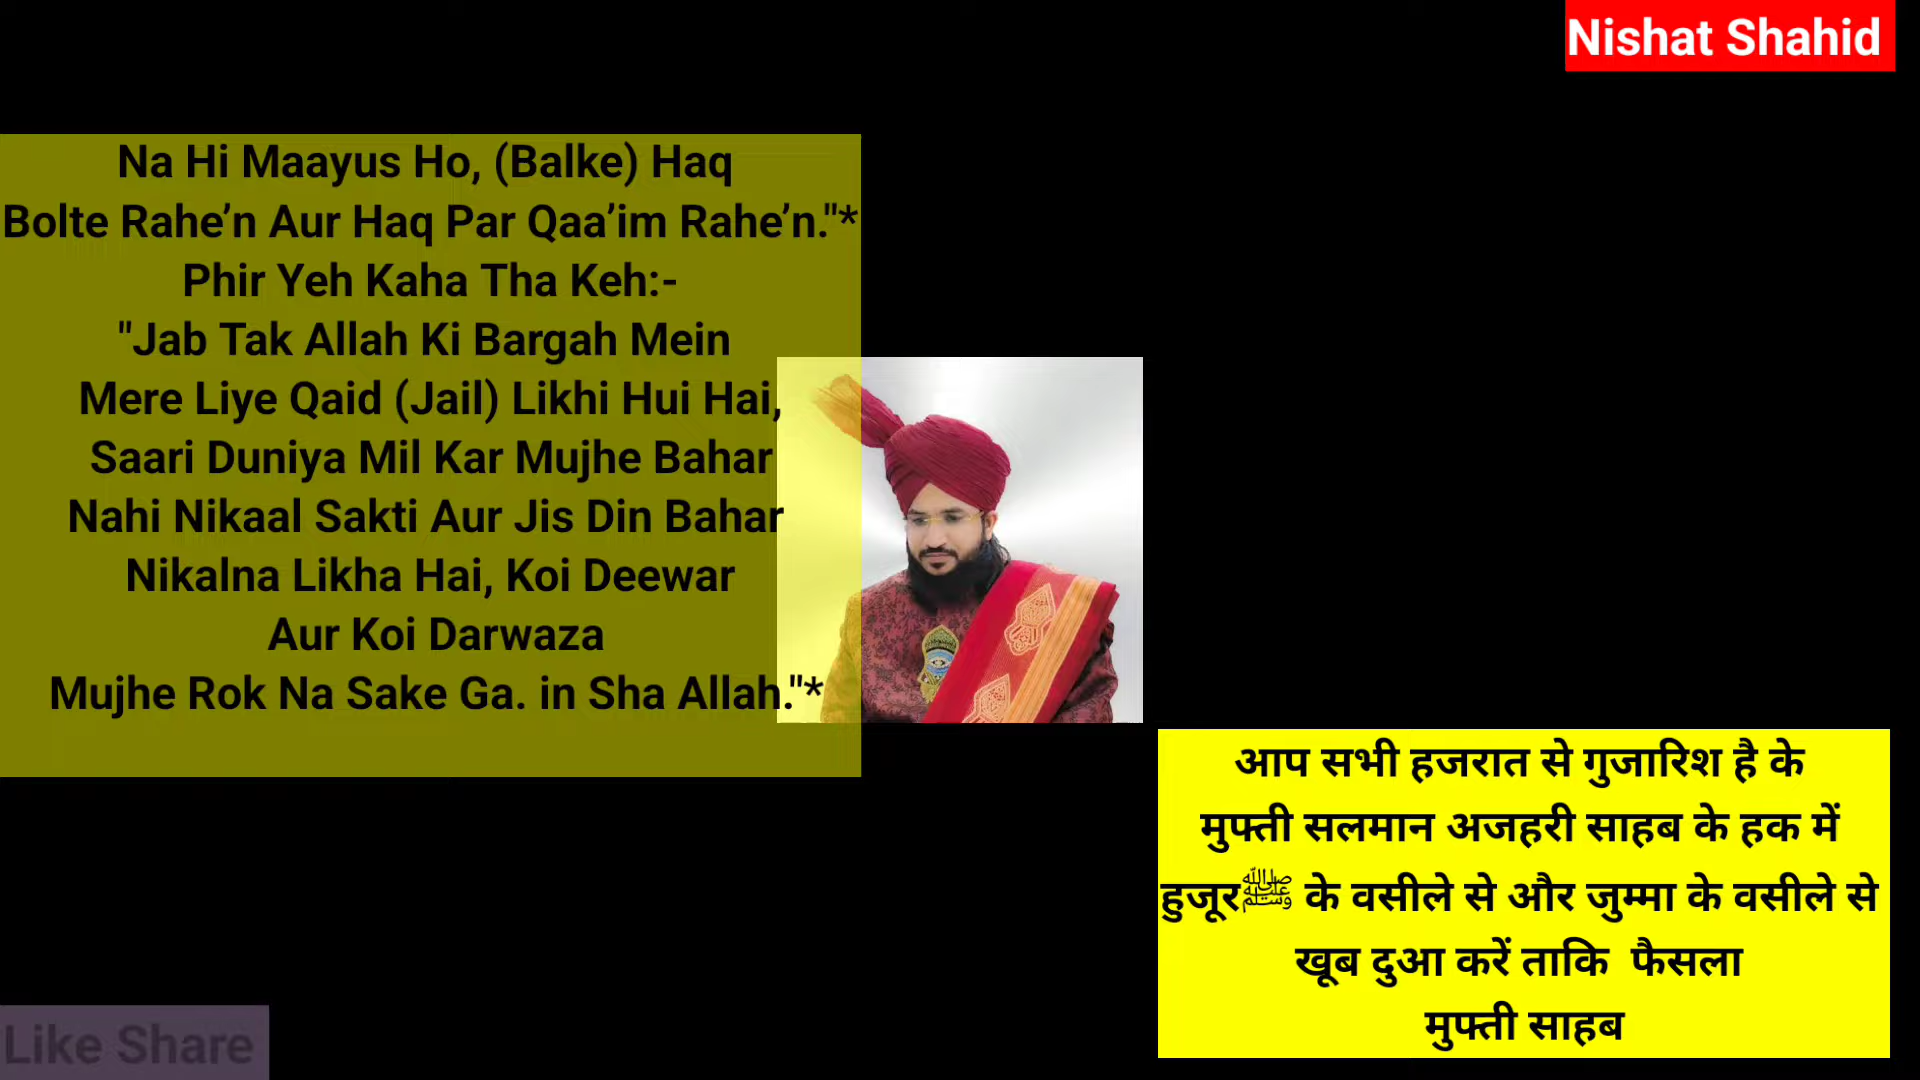 Nishat Shahid
Na Hi Maayus Ho, (Balke) Haq
Bolte Rahe’n Aur Haq Par Qaa’im Rahe’n."*
Phir Yeh Kaha Tha Keh:-
"Jab Tak Allah Ki Bargah Mein
Mere Liye Qaid (Jail) Likhi Hui Hai,
Saari Duniya Mil Kar Mujhe Bahar
Nahi Nikaal Sakti Aur Jis Din Bahar
Nikalna Likha Hai, Koi Deewar
Aur Koi Darwaza
Mujhe Rok Na Sake Ga. in Sha Allah."*
आप सभी हजरात से गुजारिश है के
मुफ्ती सलमान अजहरी साहब के हक में
हुजूरﷺ के वसीले से और जुम्मा के वसीले से
खूब दुआ करें ताकि फैसला
मुफ्ती साहब
Like Share